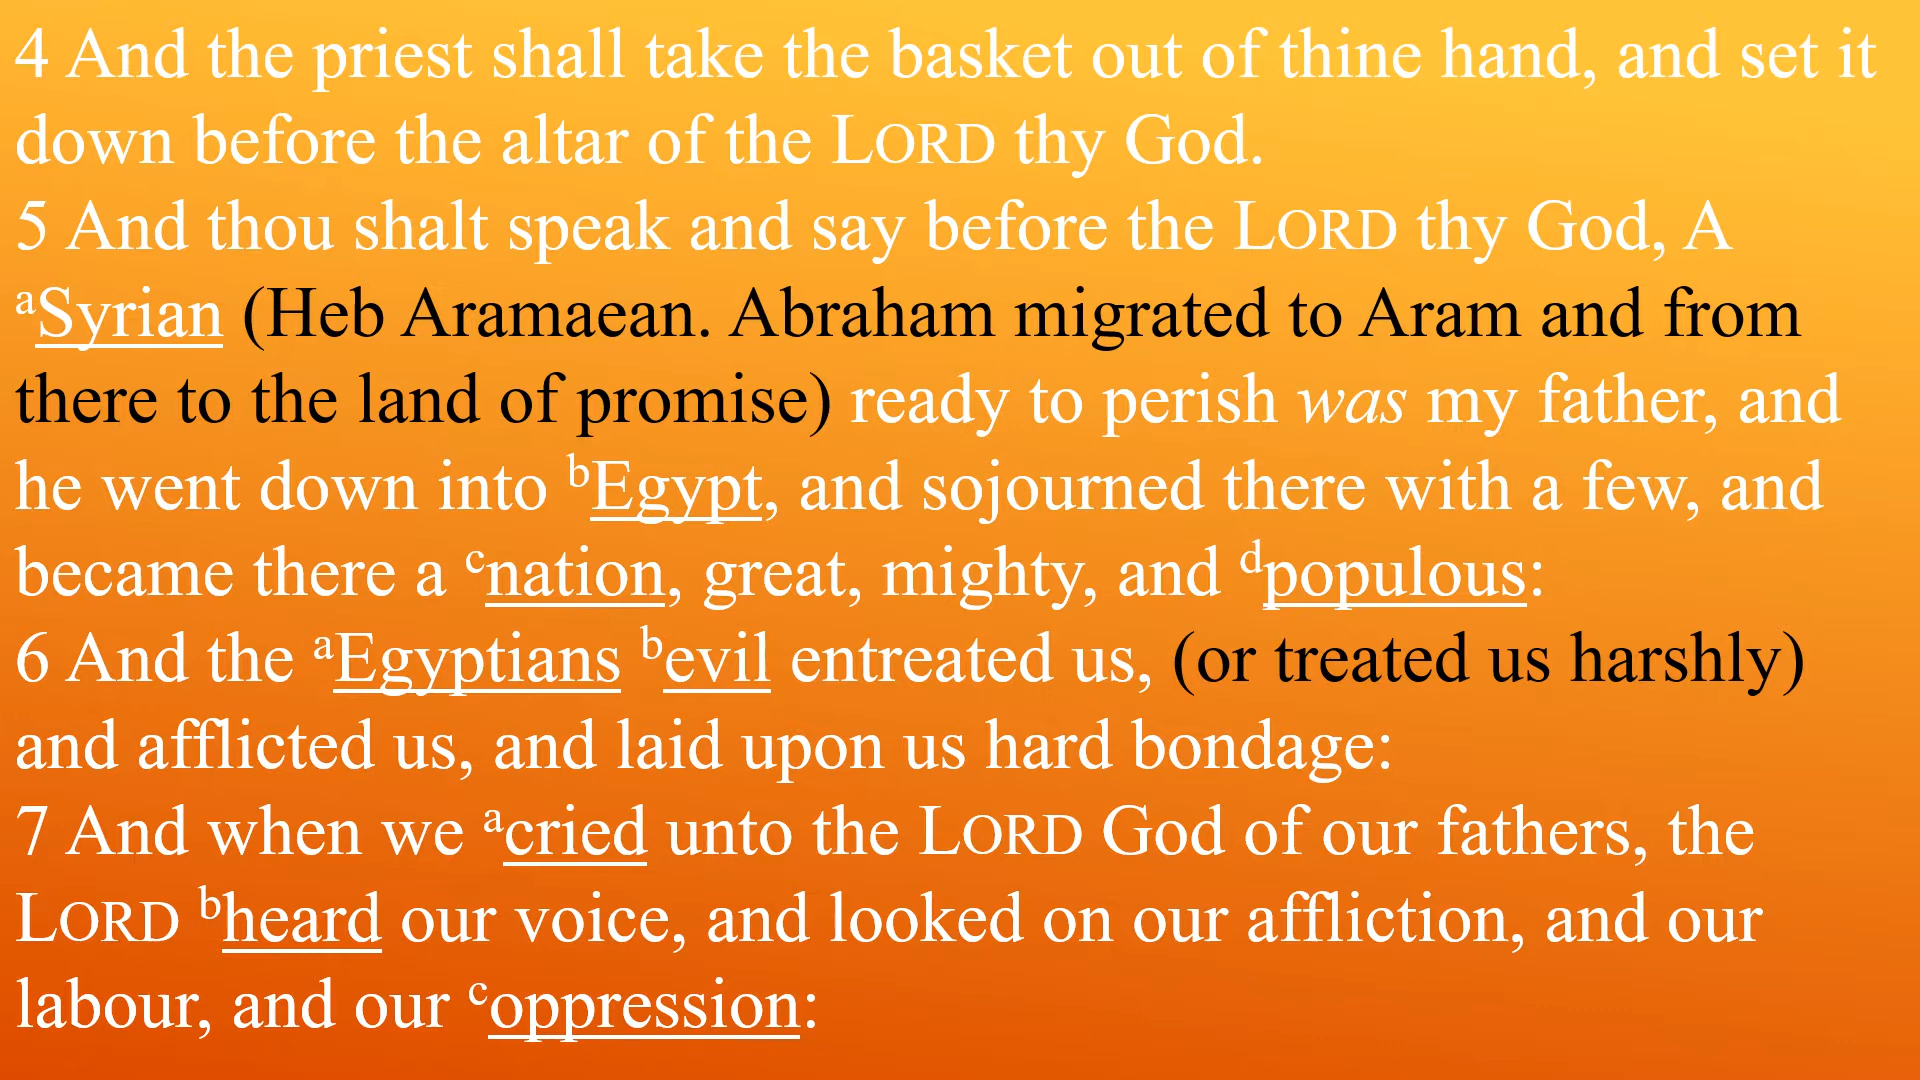 4 And the priest shall take the basket out of thine hand, and set it
down before the altar of the LORD thy God.
5 And thou shalt speak and say before the LORD thy God, A
aSyrian (Heb Aramaean. Abraham migrated to Aram and from
there to the land of promise) ready to perish was my father, and
he went down into bEgypt, and sojourned there with a few, and
became there a cnation, great, mighty, and dpopulous:
6 And the aEgyptians bevil entreated us, (or treated us harshly)
and afflicted us, and laid upon us hard bondage:
7 And when we acried unto the LORD God of our fathers, the
LORD bheard our voice, and looked on our affliction, and our
labour, and our coppression: